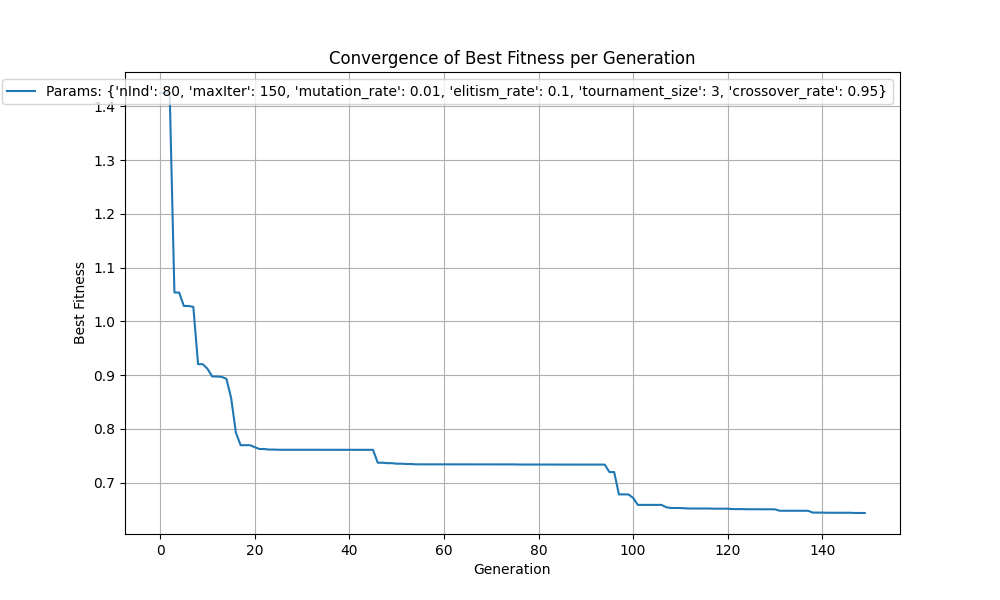 Convergence of Best Fitness per Generation
Params: {'nInd': 80, 'maxIter': 150, 'mutation_rate': 0.01, 'elitism_rate': 0.1, 'tournament_size': 3, 'crossover_rate': 0.95}
1.4
1.3
1.2
1.1
1.0
0.9
0.8
0.7
Best Fitness
0 20 40 60 80 100 120 140
Generation